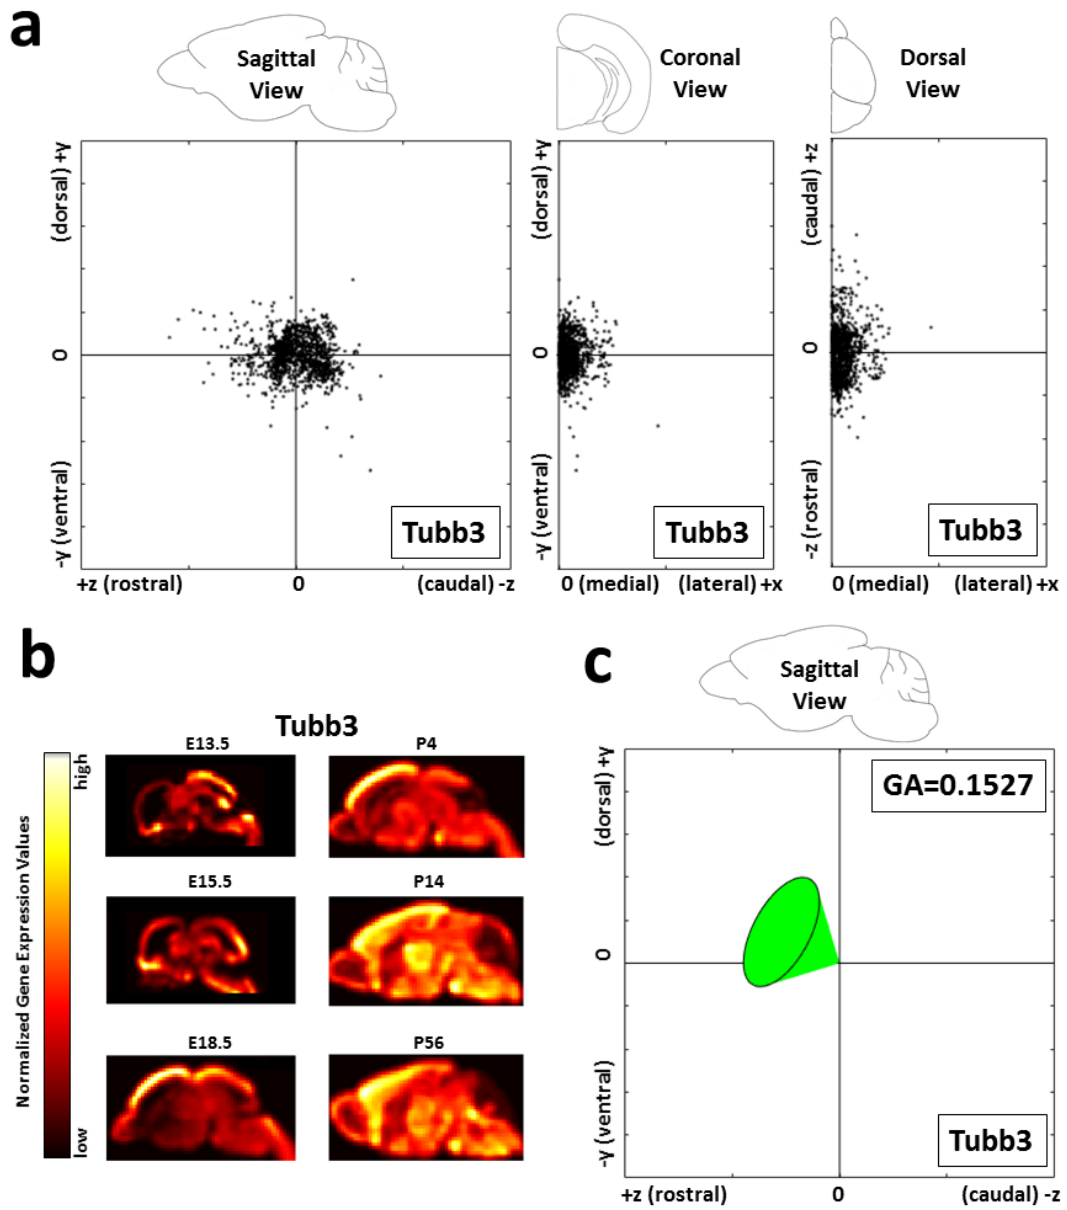 a
Sagittal
View
Coronal
View
Dorsal
View
(dorsal) +γ
0
-γ (ventral)
Tubb3
+z (rostral)
0
(caudal) -z
(dorsal) +γ
0
-γ (ventral)
Tubb3
0 (medial)
(lateral) +x
(caudal) +z
0
-z (rostral)
Tubb3
0 (medial)
(lateral) +x
b
Tubb3
Normalized Gene Expression Values
high
low
E13.5
P4
E15.5
P14
E18.5
P56
c
Sagittal
View
(dorsal) +γ
0
-γ (ventral)
GA=0.1527
Tubb3
+z (rostral)
0
(caudal) -z